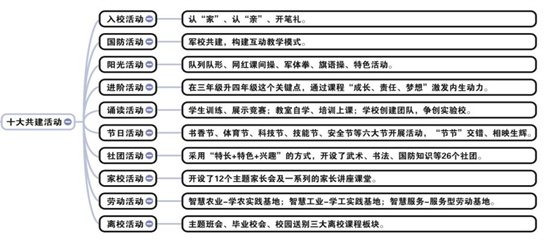 十大共建活动
入校活动 认“家”、认“亲”、开笔礼。
国防活动 军校共建，构建互动教学模式。
阳光活动 队列队形、网红课间操、军体拳、旗语操、特色活动。
进阶活动 在三年级升四年级这个关键点，通过课程“成长、责任、梦想”激发内生动力。
诵读活动 学生训练、展示竞赛；教室自学、培训上课；学校创建团队，争创实验校。
节日活动 书香节、体育节、科技节、技能节、安全节等六大节开展活动，“节节”交错、相映生辉。
社团活动 采用“特长+特色+兴趣”的方式，开设了武术、书法、国防知识等26个社团。
家校活动 开设了12个主题家长会及一系列的家长讲座课堂。
劳动活动 智慧农业-学农实践基地；智慧工业-学工实践基地；智慧服务-服务型劳动基地。
离校活动 主题班会、毕业校会、校园送别三大离校课程板块。